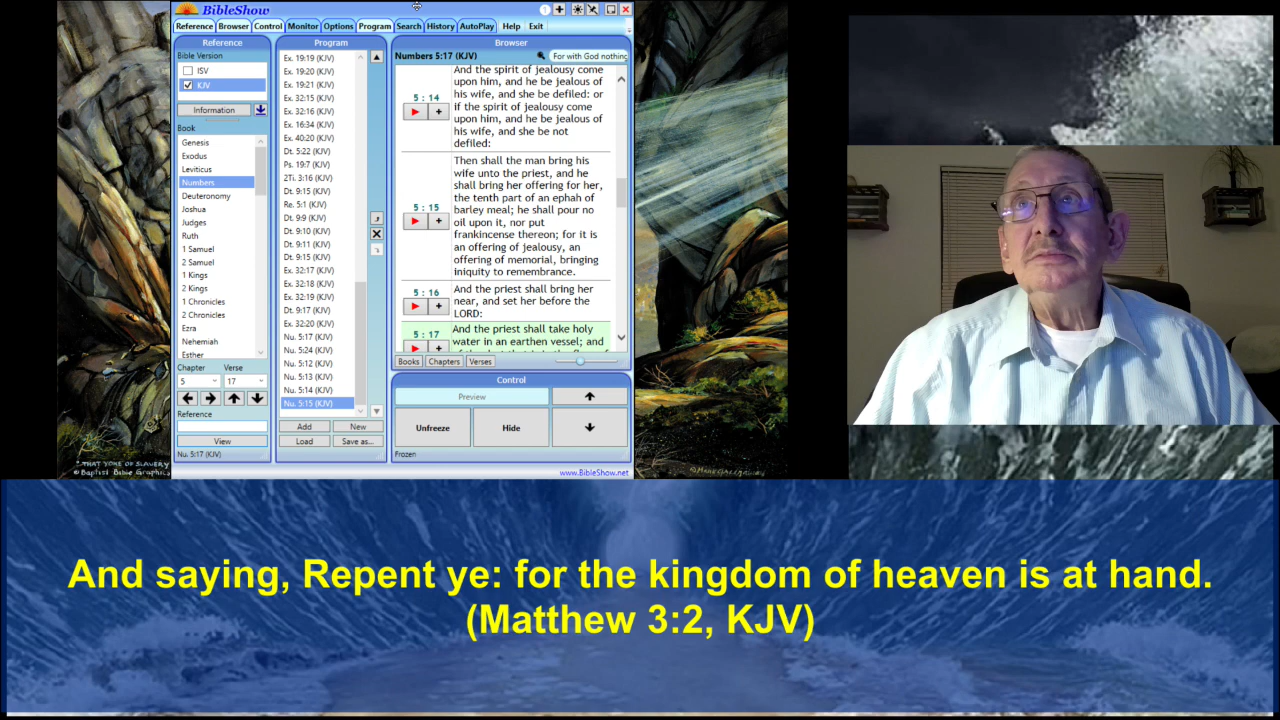 BibleShow
Reference Browser Control Monitor Options Program Search History AutoPlay Help Exit
Reference
Bible Version
ISV
KJV
Information
Book
Genesis
Exodus
Leviticus
Numbers
Deuteronomy
Joshua
Judges
Ruth
1 Samuel
2 Samuel
1 Kings
2 Kings
1 Chronicles
2 Chronicles
Ezra
Nehemiah
Esther
Chapter Verse
5 17
Reference
View
Nu. 5:17 (KJV)
Program
Ex. 19:19 (KJV)
Ex. 19:20 (KJV)
Ex. 19:21 (KJV)
Ex. 32:15 (KJV)
Ex. 32:16 (KJV)
Ex. 16:34 (KJV)
Ex. 40:20 (KJV)
Dt. 5:22 (KJV)
Ps. 19:7 (KJV)
2Ti. 3:16 (KJV)
Dt. 9:15 (KJV)
Re. 5:1 (KJV)
Dt. 9:9 (KJV)
Dt. 9:10 (KJV)
Dt. 9:11 (KJV)
Dt. 9:15 (KJV)
Ex. 32:17 (KJV)
Ex. 32:18 (KJV)
Ex. 32:19 (KJV)
Dt. 9:17 (KJV)
Ex. 32:20 (KJV)
Nu. 5:17 (KJV)
Nu. 5:24 (KJV)
Nu. 5:12 (KJV)
Nu. 5:13 (KJV)
Nu. 5:14 (KJV)
Nu. 5:15 (KJV)
Add New
Load Save as...
Browser
Numbers 5:17 (KJV) For with God nothing
5 : 14
And the spirit of jealousy come
upon him, and he be jealous of
his wife, and she be defiled: or
if the spirit of jealousy come
upon him, and he be jealous of
his wife, and she be not
defiled:
5 : 15
Then shall the man bring his
wife unto the priest, and he
shall bring her offering for her,
the tenth part of an ephah of
barley meal; he shall pour no
oil upon it, nor put
frankincense thereon; for it is
an offering of jealousy, an
offering of memorial, bringing
iniquity to remembrance.
5 : 16
And the priest shall bring her
near, and set her before the
LORD:
5 : 17
And the priest shall take holy
water in an earthen vessel; and
Books Chapters Verses
Control
Preview
Unfreeze Hide
Frozen
www.BibleShow.net
"THAT YOKE OF SLAVERY
© Baptist Bible Graphics
And saying, Repent ye: for the kingdom of heaven is at hand.
(Matthew 3:2, KJV)